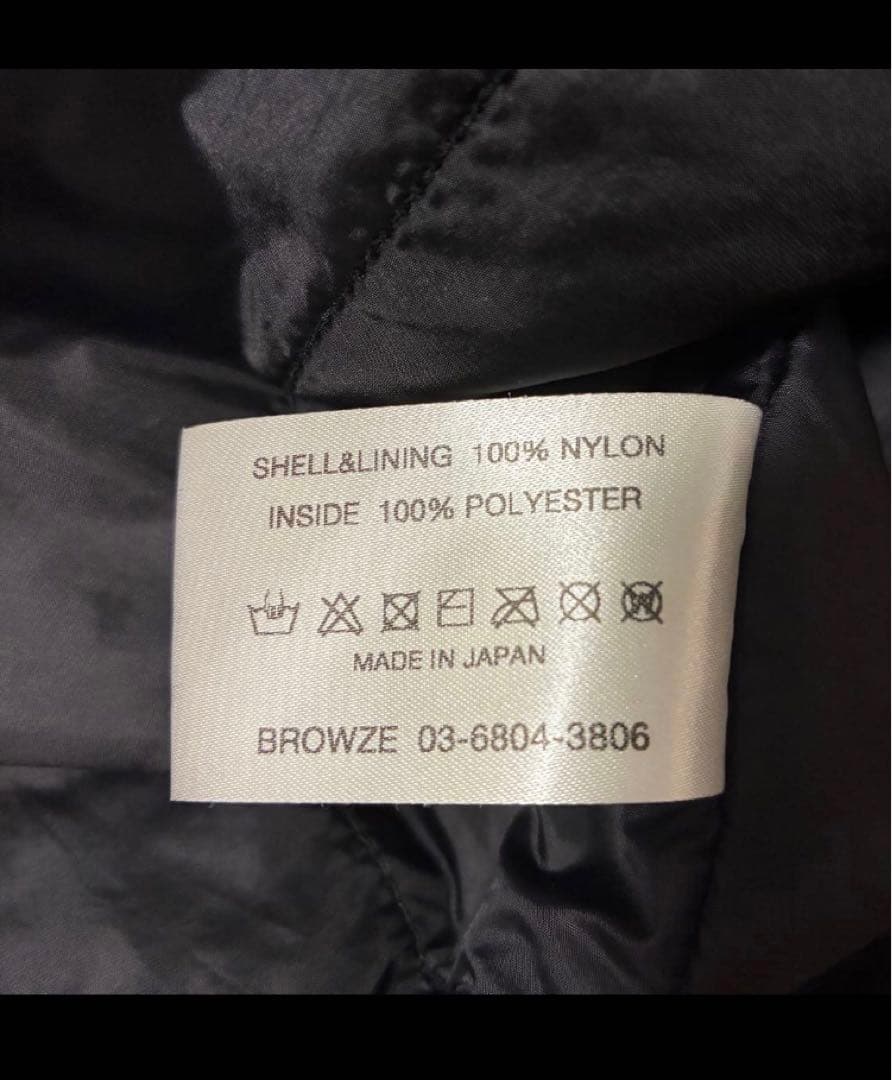 SHELL&LINING 100% NYLON
INSIDE 100% POLYESTER
MADE IN JAPAN
BROWZE 03-6804-3806